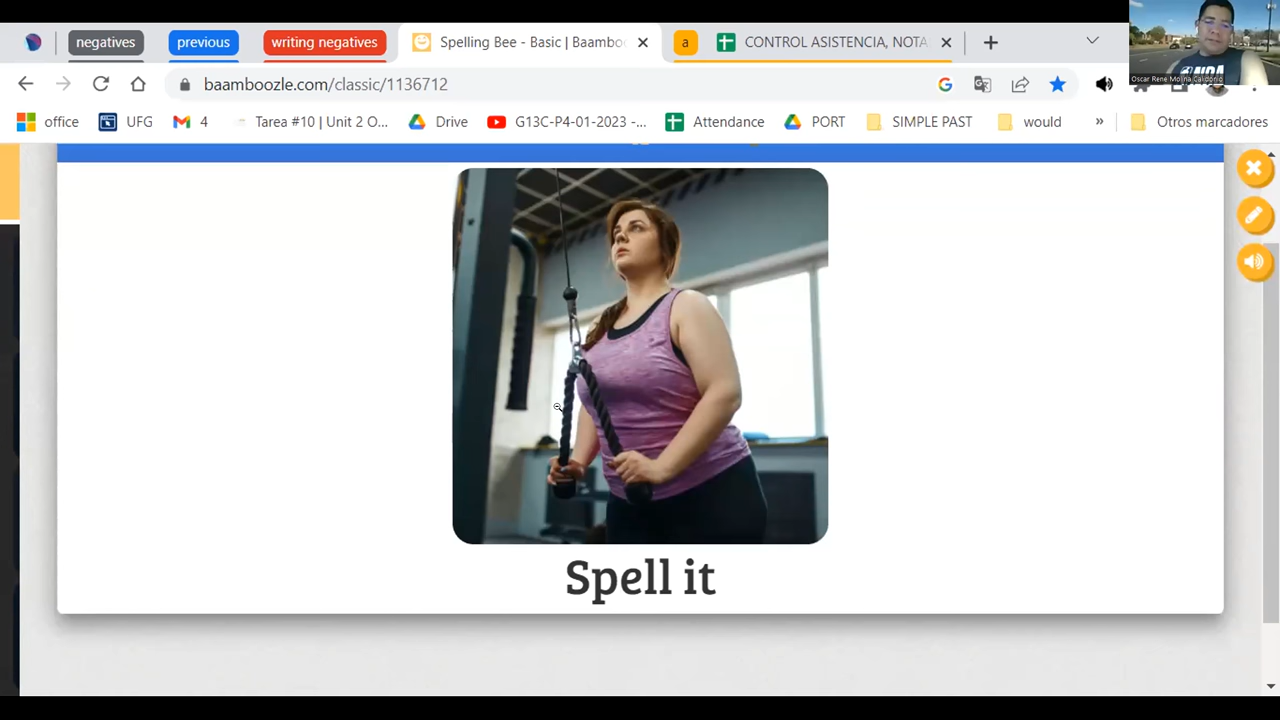 negatives
previous
writing negatives
Spelling Bee - Basic | Baambo
a
CONTROL ASISTENCIA, NOTA
baamboozle.com/classic/1136712
office
UFG
4
Tarea #10 | Unit 2 O...
Drive
G13C-P4-01-2023 -...
Attendance
PORT
SIMPLE PAST
would
»
Otros marcadores
Spell it